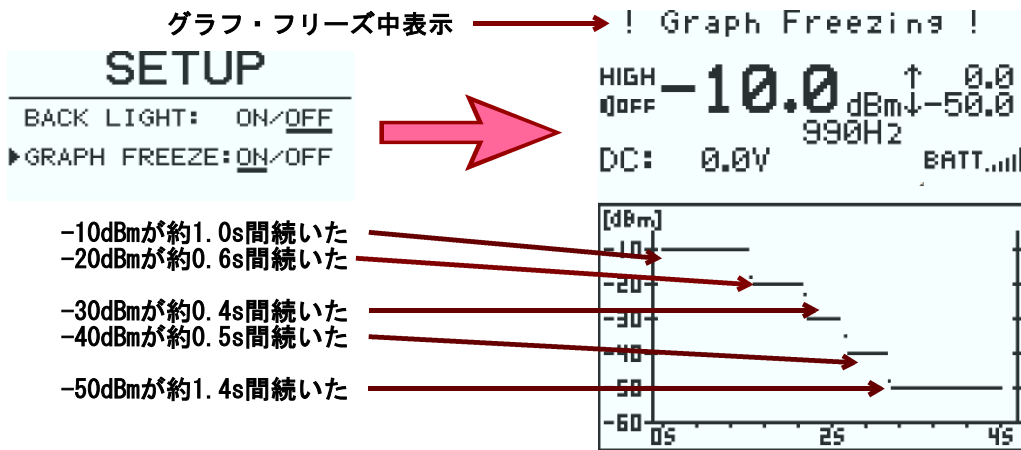 グラフ・フリーズ中表示
SETUP
BACK LIGHT: ON/OFF
▶GRAPH FREEZE:ON/OFF
! Graph Freezing !
HIGH -10.0 dBm ↑ 0.0
OFF ↓-50.0
990Hz
DC: 0.0V BATT
-10dBmが約1.0s間続いた
-20dBmが約0.6s間続いた
-30dBmが約0.4s間続いた
-40dBmが約0.5s間続いた
-50dBmが約1.4s間続いた
[dBm]
-10
-20
-30
-40
-50
-60
0s 2s 4s